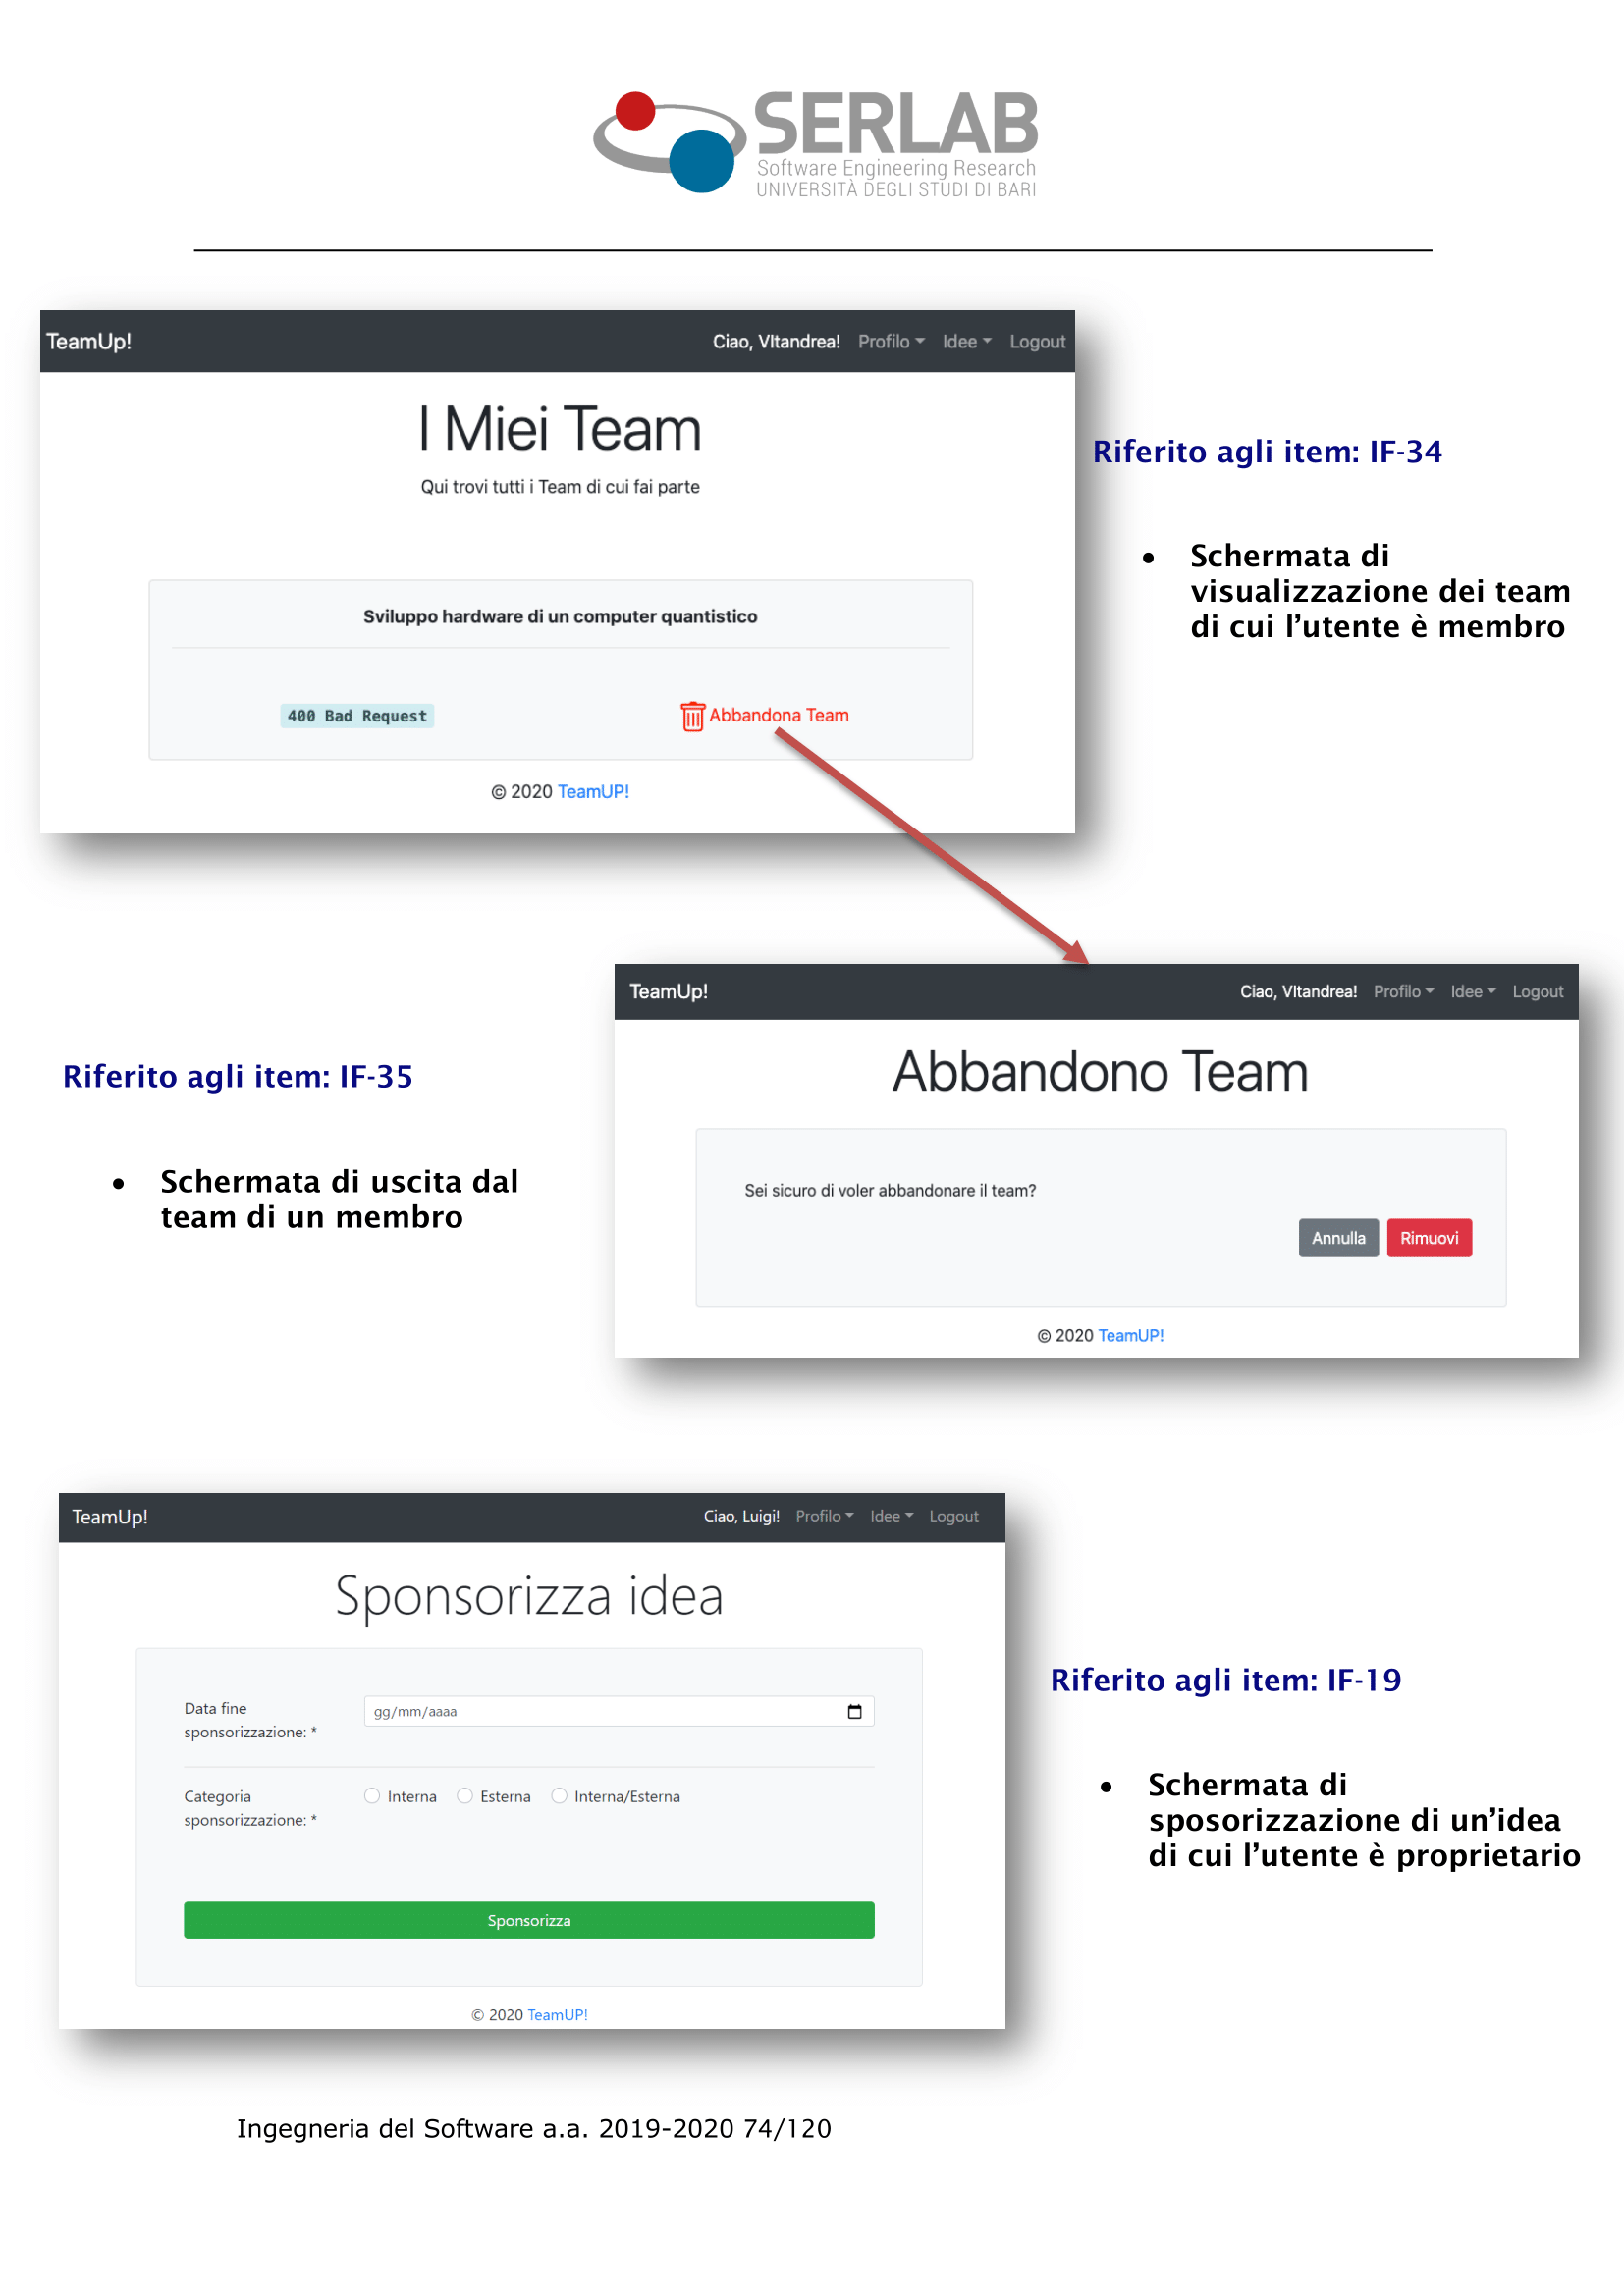 SERLAB
Software Engineering Research
UNIVERSITÀ DEGLI STUDI DI BARI
TeamUp!
Ciao, VItandrea! Profilo Idee Logout
I Miei Team
Qui trovi tutti i Team di cui fai parte
Sviluppo hardware di un computer quantistico
400 Bad Request
Abbandona Team
© 2020 TeamUP!
Riferito agli item: IF-34
• Schermata di
visualizzazione dei team
di cui l’utente è membro
TeamUp!
Ciao, VItandrea! Profilo Idee Logout
Abbandono Team
Sei sicuro di voler abbandonare il team?
Annulla Rimuovi
© 2020 TeamUP!
Riferito agli item: IF-35
• Schermata di uscita dal
team di un membro
TeamUp!
Ciao, Luigi! Profilo Idee Logout
Sponsorizza idea
Data fine
sponsorizzazione: *
gg/mm/aaaa
Categoria
sponsorizzazione: *
Interna Esterna Interna/Esterna
Sponsorizza
© 2020 TeamUP!
Riferito agli item: IF-19
• Schermata di
sposorizzazione di un’idea
di cui l’utente è proprietario
Ingegneria del Software a.a. 2019-2020 74/120